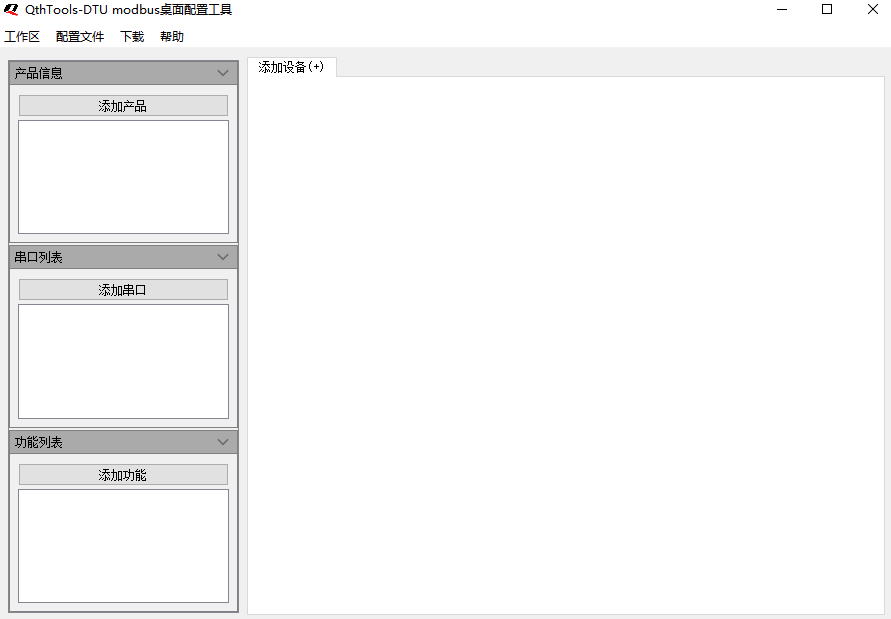 QthTools-DTU modbus桌面配置工具
工作区 配置文件 下载 帮助
产品信息
添加产品
串口列表
添加串口
功能列表
添加功能
添加设备(+)